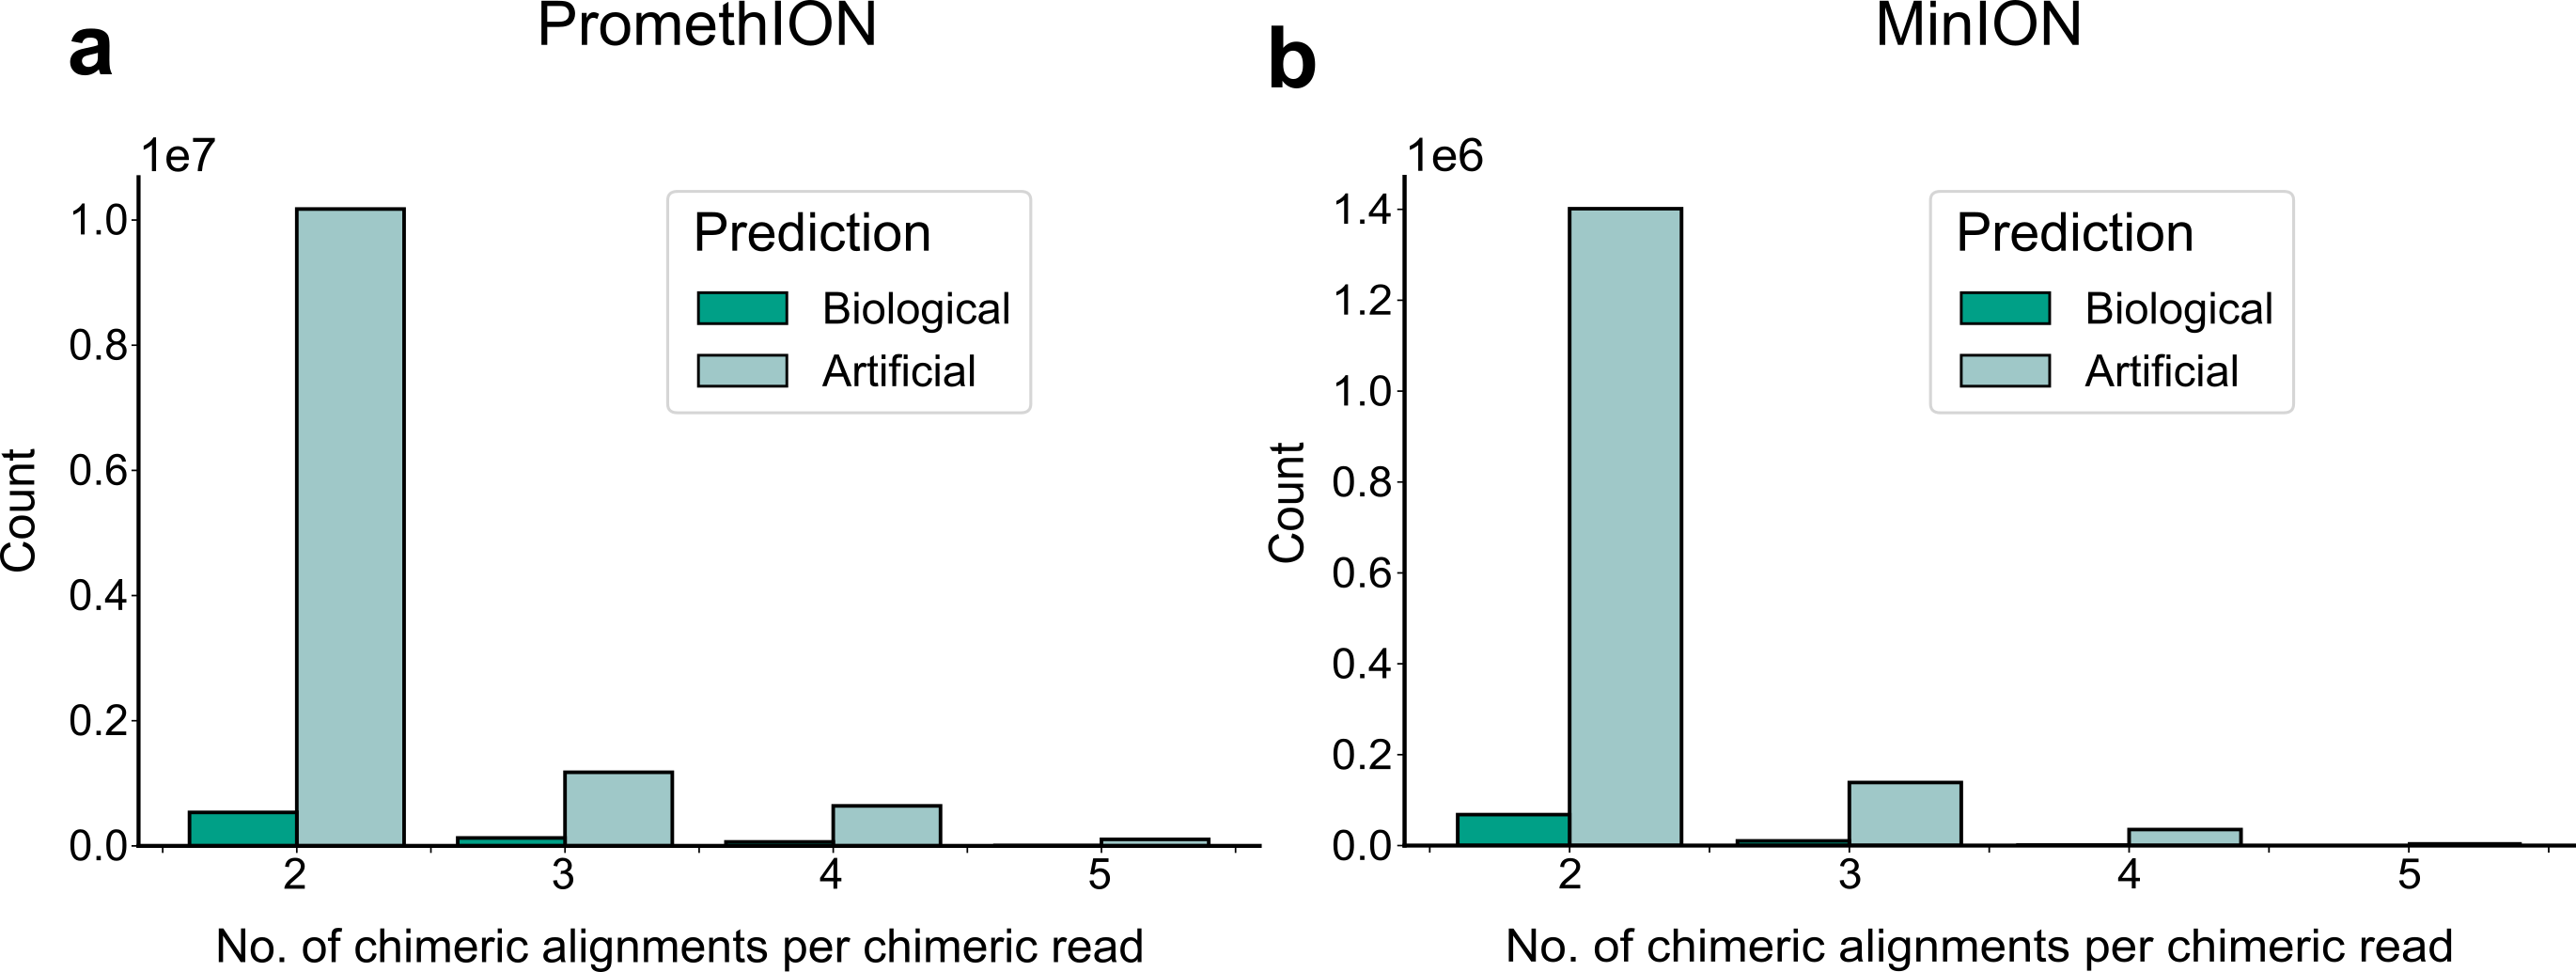 a
PromethION
1e7
1.0
0.8
0.6
0.4
0.2
0.0
Count
Prediction
Biological
Artificial
2 3 4 5
No. of chimeric alignments per chimeric read
b
MinION
1e6
1.4
1.2
1.0
0.8
0.6
0.4
0.2
0.0
Count
Prediction
Biological
Artificial
2 3 4 5
No. of chimeric alignments per chimeric read